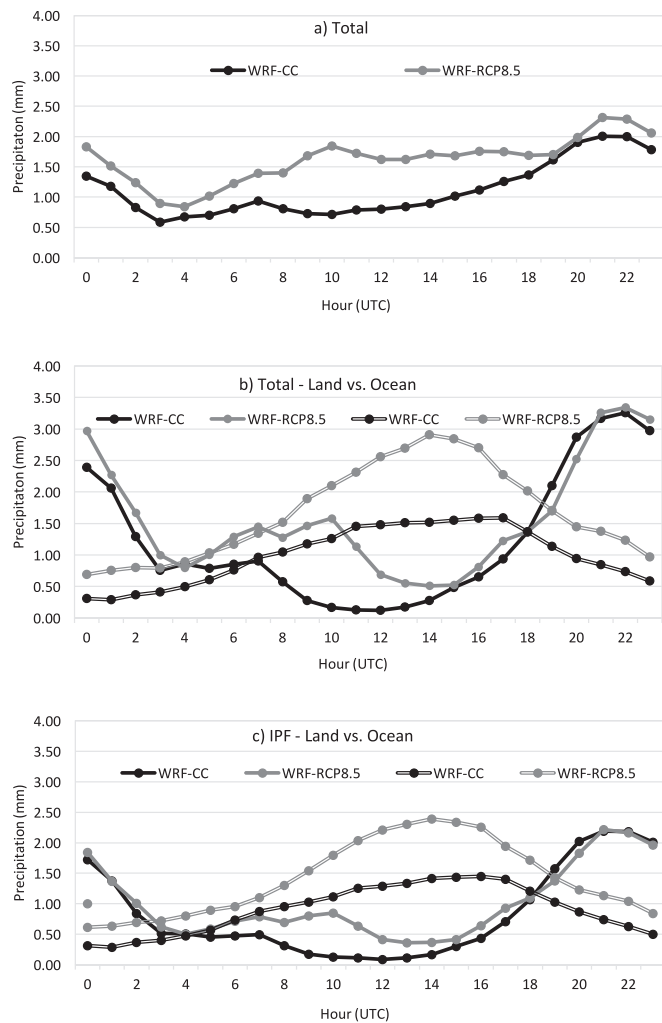 a) Total
WRF-CC WRF-RCP8.5
4.00
3.50
3.00
2.50
2.00
1.50
1.00
0.50
0.00
Precipitaton (mm)
0 2 4 6 8 10 12 14 16 18 20 22
Hour (UTC)
b) Total - Land vs. Ocean
WRF-CC WRF-RCP8.5 WRF-CC WRF-RCP8.5
4.00
3.50
3.00
2.50
2.00
1.50
1.00
0.50
0.00
Precipitaton (mm)
0 2 4 6 8 10 12 14 16 18 20 22
Hour (UTC)
c) IPF - Land vs. Ocean
WRF-CC WRF-RCP8.5 WRF-CC WRF-RCP8.5
4.00
3.50
3.00
2.50
2.00
1.50
1.00
0.50
0.00
Precipitation (mm)
0 2 4 6 8 10 12 14 16 18 20 22
Hour (UTC)